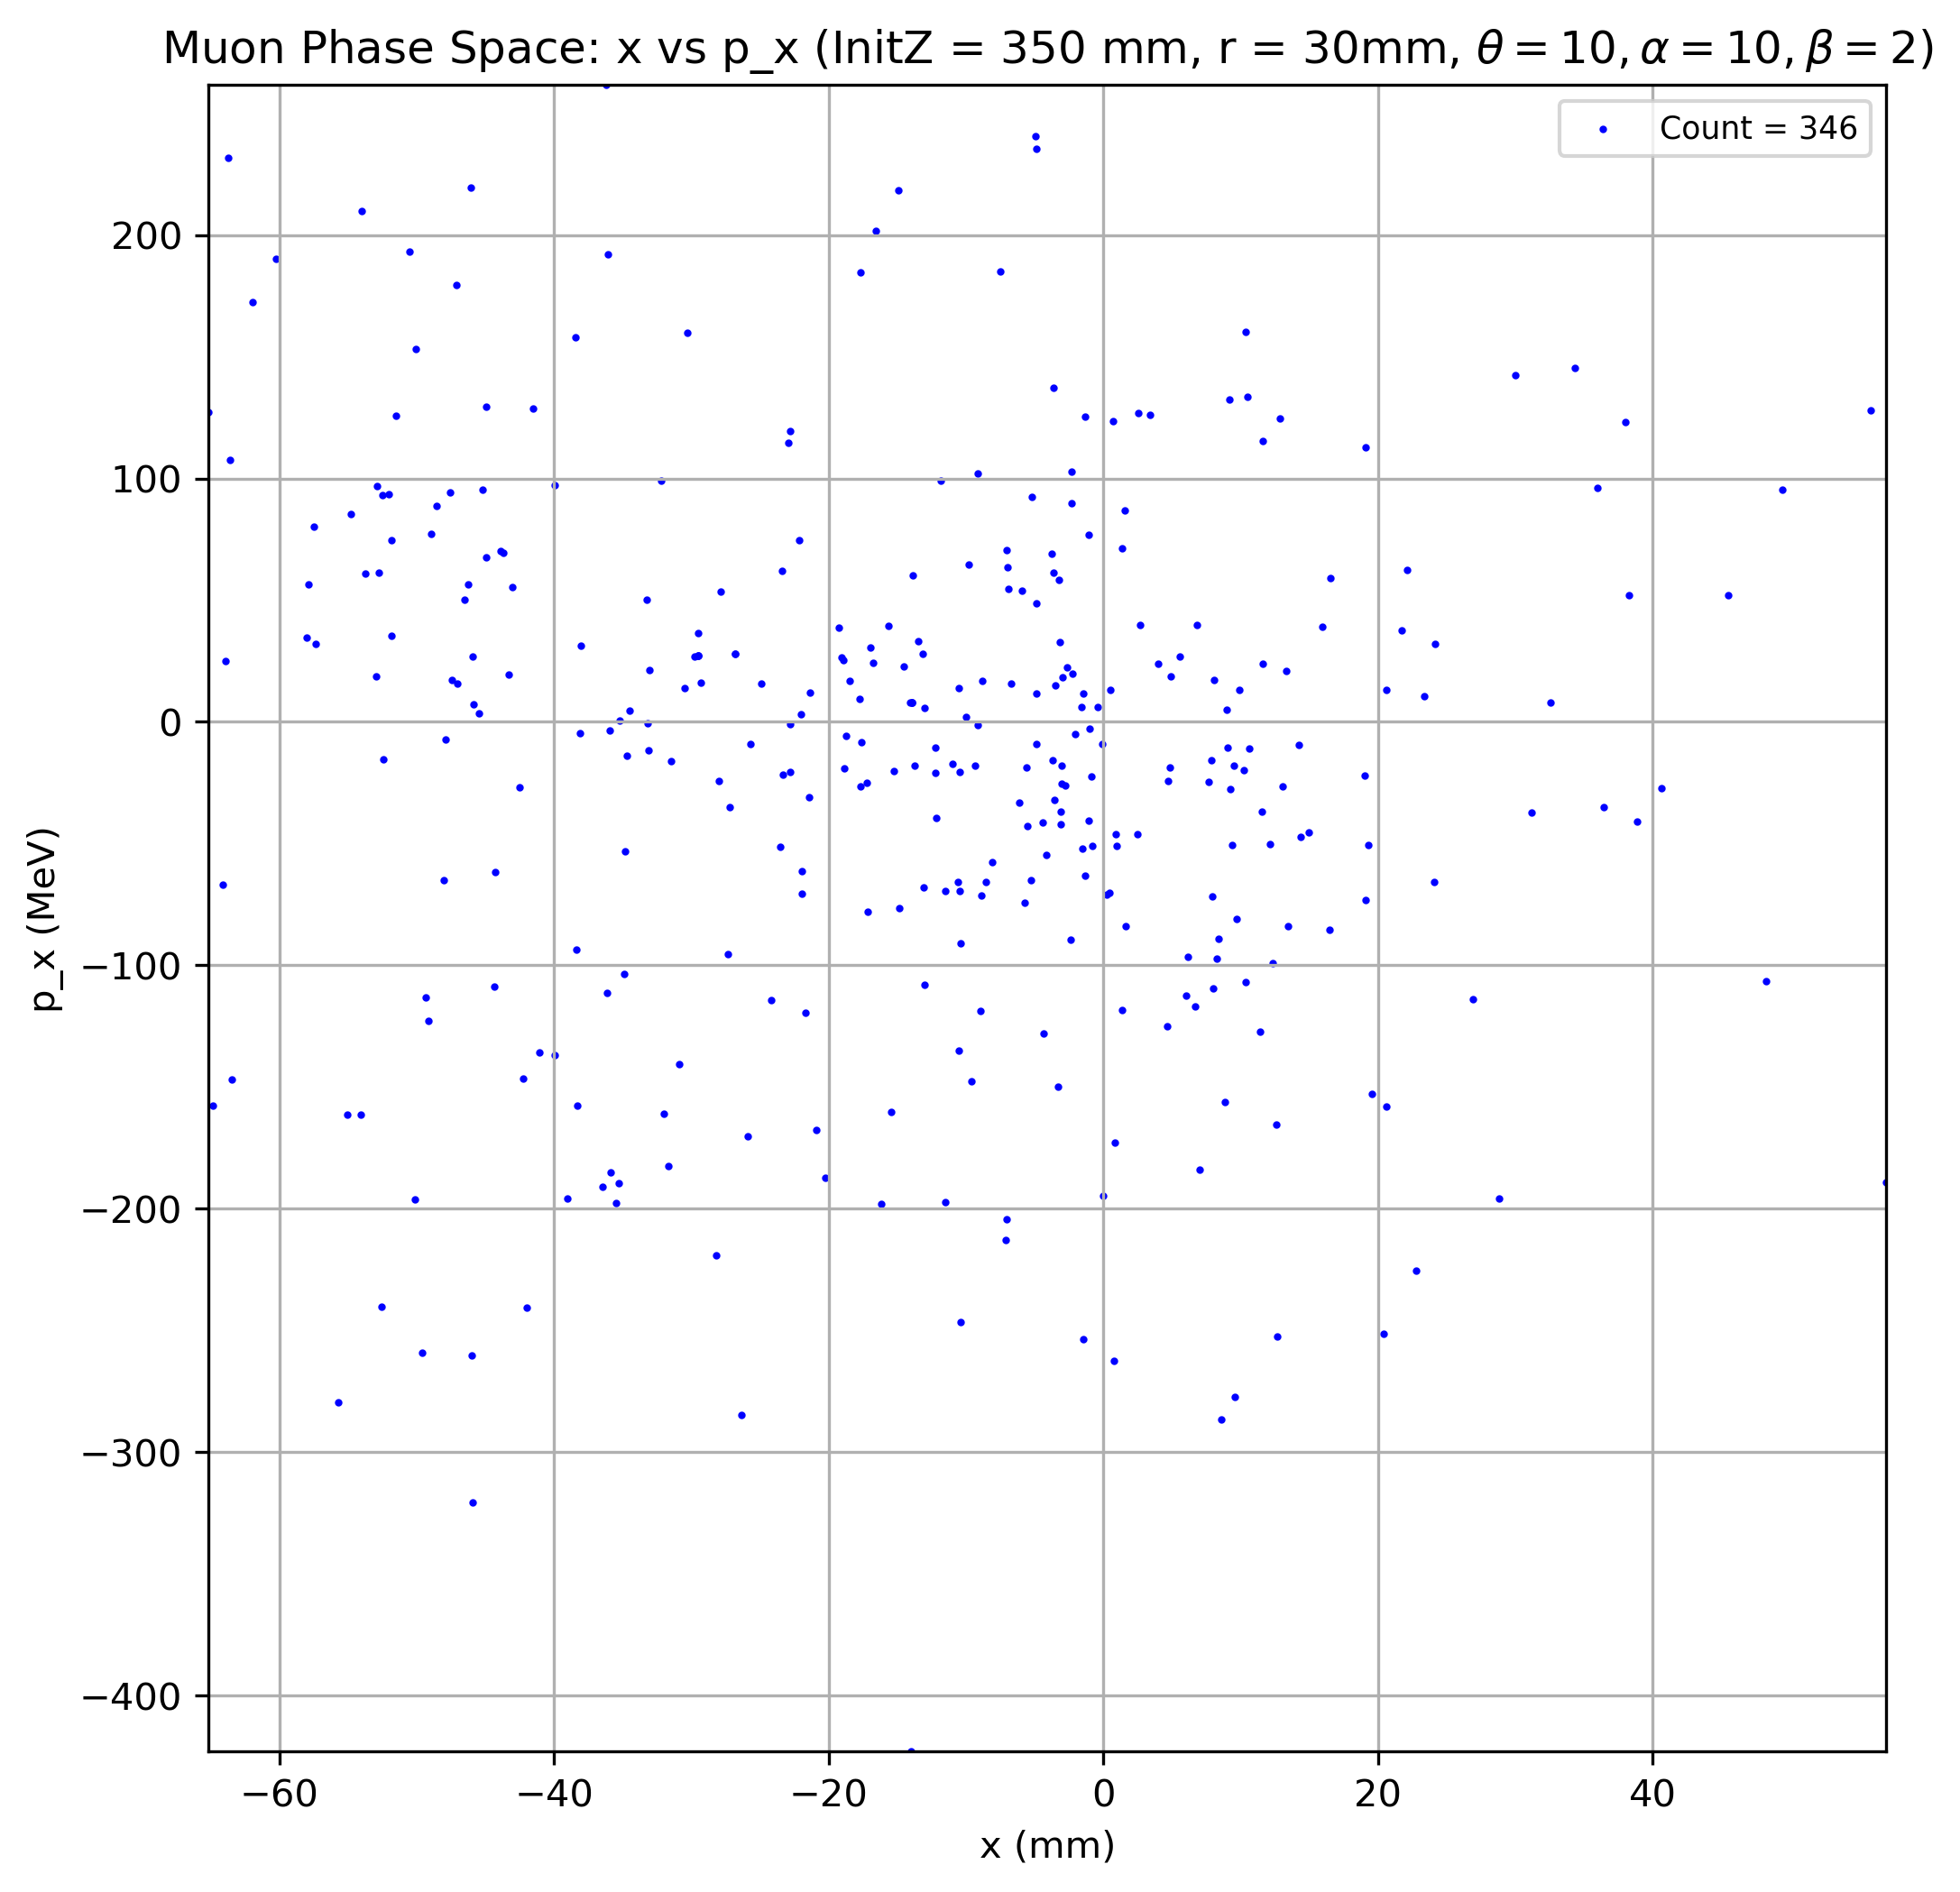 Muon Phase Space: x vs p_x (InitZ = 350 mm, r = 30mm, θ = 10, α = 10, β = 2)
Count = 346
200
100
0
−100
−200
−300
−400
p_x (MeV)
−60 −40 −20 0 20 40
x (mm)